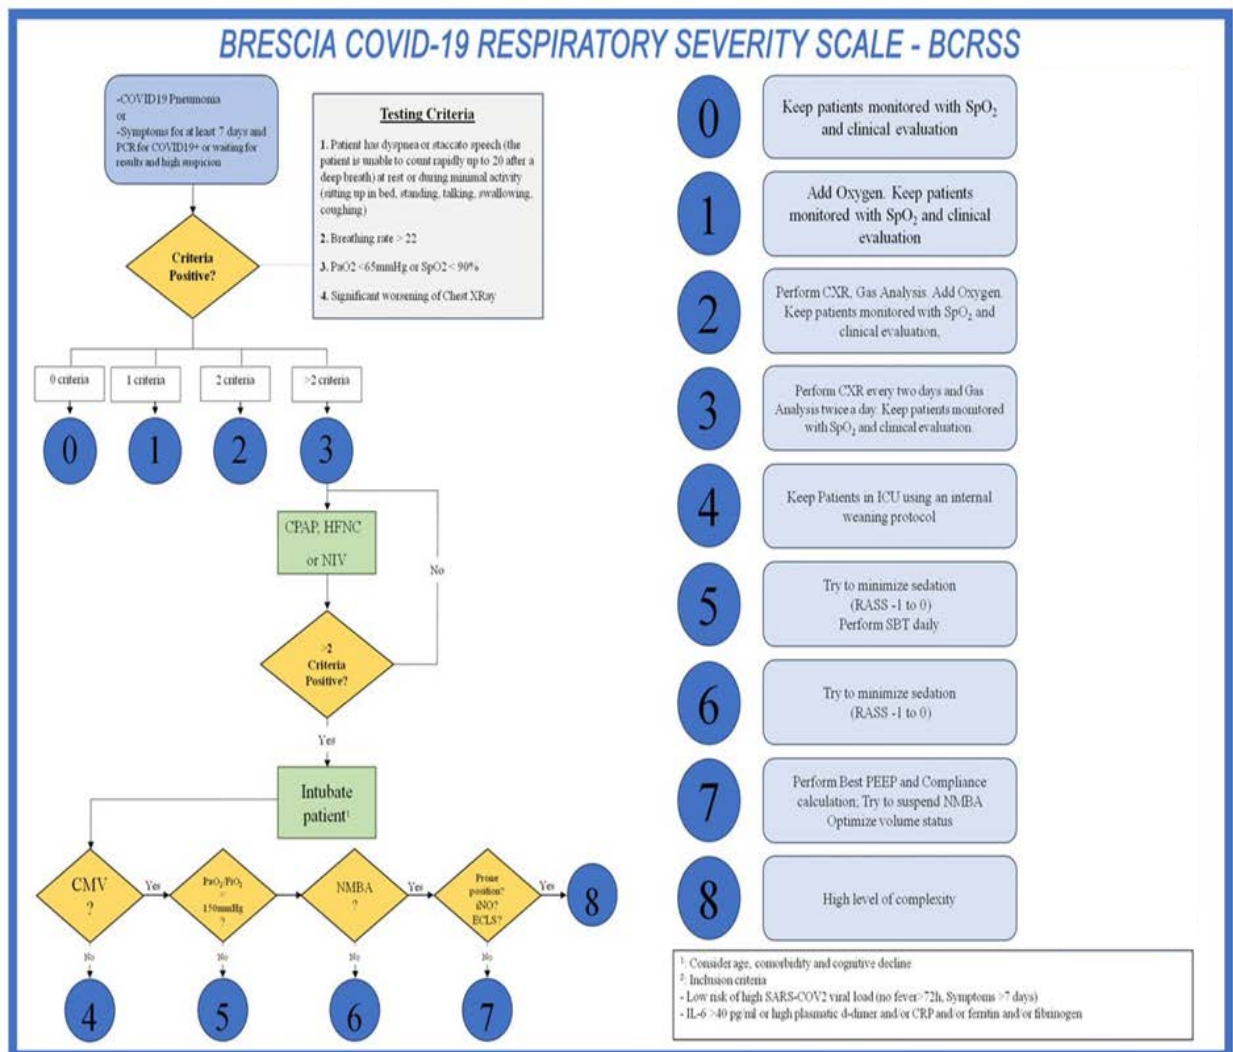 BRESCIA COVID-19 RESPIRATORY SEVERITY SCALE - BCRSS
-COVID19 Pneumonia
or
-Symptoms for at least 7 days and
PCR for COVID19+ or waiting for
results and high suspicion
Testing Criteria
1. Patient has dyspnea or staccato speech (the
patient is unable to count rapidly up to 20 after a
deep breath) at rest or during minimal activity
(sitting up in bed, standing, talking, swallowing,
coughing)
2. Breathing rate > 22
3. PaO2 <65mmHg or SpO2 < 90%
4. Significant worsening of Chest XRay
Criteria
Positive?
0 criteria
1 criteria
2 criteria
>2 criteria
0
1
2
3
CPAP, HFNC
or NIV
No
>2
Criteria
Positive?
Yes
Intubate
patient¹
CMV
?
Yes
PaO₂/FiO₂
150mmHg
?
NMBA
?
Yes
Prone
position?
iNO?
ECLS?
Yes
8
No
No
No
No
4
5
6
7
0
Keep patients monitored with SpO₂
and clinical evaluation
1
Add Oxygen. Keep patients
monitored with SpO₂ and clinical
evaluation
2
Perform CXR, Gas Analysis. Add Oxygen.
Keep patients monitored with SpO₂ and
clinical evaluation,
3
Perform CXR every two days and Gas
Analysis twice a day. Keep patients monitored
with SpO₂ and clinical evaluation.
4
Keep Patients in ICU using an internal
weaning protocol
5
Try to minimize sedation
(RASS -1 to 0)
Perform SBT daily
6
Try to minimize sedation
(RASS -1 to 0)
7
Perform Best PEEP and Compliance
calculation; Try to suspend NMBA
Optimize volume status
8
High level of complexity
¹: Consider age, comorbidity and cognitive decline
²: Inclusion criteria
- Low risk of high SARS-COV2 viral load (no fever>72h, Symptoms >7 days)
- IL-6 >40 pg/ml or high plasmatic d-dimer and/or CRP and/or ferritin and/or fibrinogen